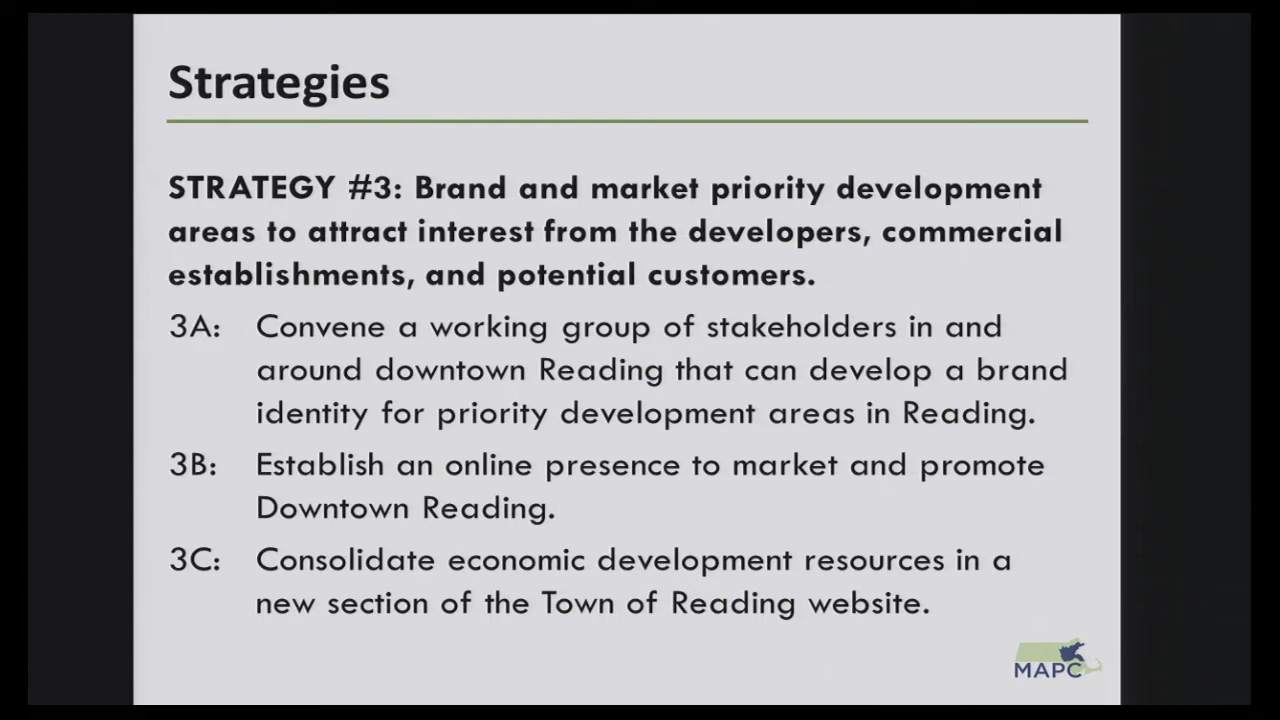 Strategies
STRATEGY #3: Brand and market priority development
areas to attract interest from the developers, commercial
establishments, and potential customers.
3A: Convene a working group of stakeholders in and
around downtown Reading that can develop a brand
identity for priority development areas in Reading.
3B: Establish an online presence to market and promote
Downtown Reading.
3C: Consolidate economic development resources in a
new section of the Town of Reading website.
MAPC